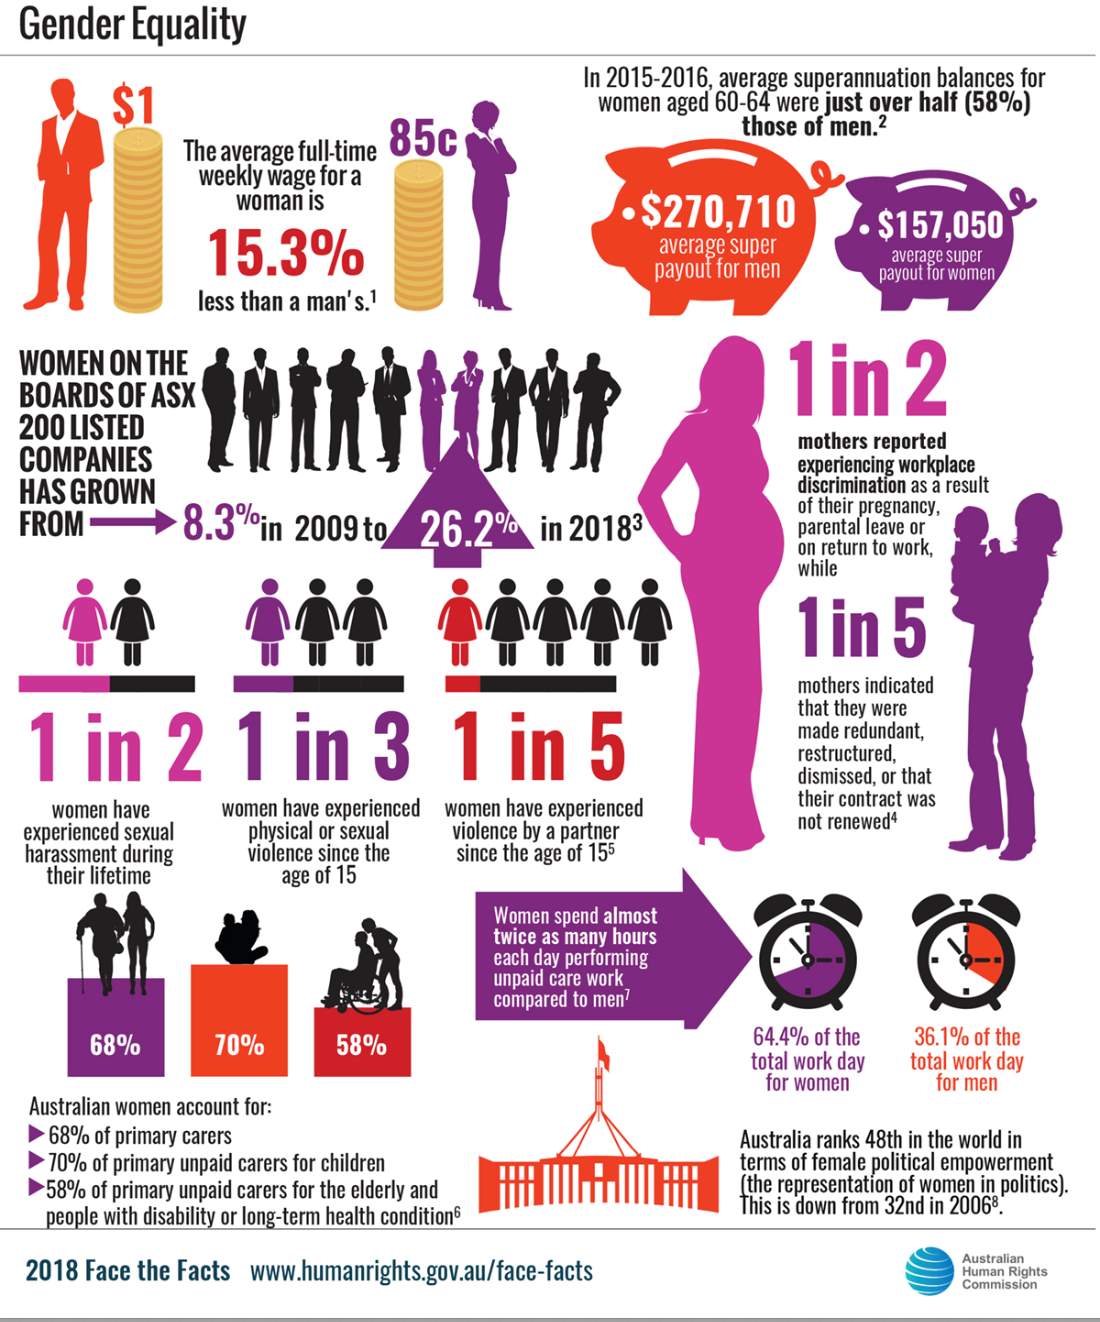 Gender Equality
$1
The average full-time
weekly wage for a
woman is
15.3%
less than a man's.1
85c
In 2015-2016, average superannuation balances for
women aged 60-64 were just over half (58%)
those of men.2
$270,710
average super
payout for men
$157,050
average super
payout for women
WOMEN ON THE
BOARDS OF ASX
200 LISTED
COMPANIES
HAS GROWN
FROM
8.3% in 2009 to 26.2% in 20183
1 in 2
mothers reported
experiencing workplace
discrimination as a result
of their pregnancy,
parental leave or
on return to work,
while
1 in 5
mothers indicated
that they were
made redundant,
restructured,
dismissed, or that
their contract was
not renewed4
1 in 2
women have
experienced sexual
harassment during
their lifetime
1 in 3
women have experienced
physical or sexual
violence since the
age of 15
1 in 5
women have experienced
violence by a partner
since the age of 155
68%
70%
58%
Australian women account for:
68% of primary carers
70% of primary unpaid carers for children
58% of primary unpaid carers for the elderly and
people with disability or long-term health condition6
Women spend almost
twice as many hours
each day performing
unpaid care work
compared to men7
64.4% of the
total work day
for women
36.1% of the
total work day
for men
Australia ranks 48th in the world in
terms of female political empowerment
(the representation of women in politics).
This is down from 32nd in 20068.
2018 Face the Facts www.humanrights.gov.au/face-facts
Australian
Human Rights
Commission